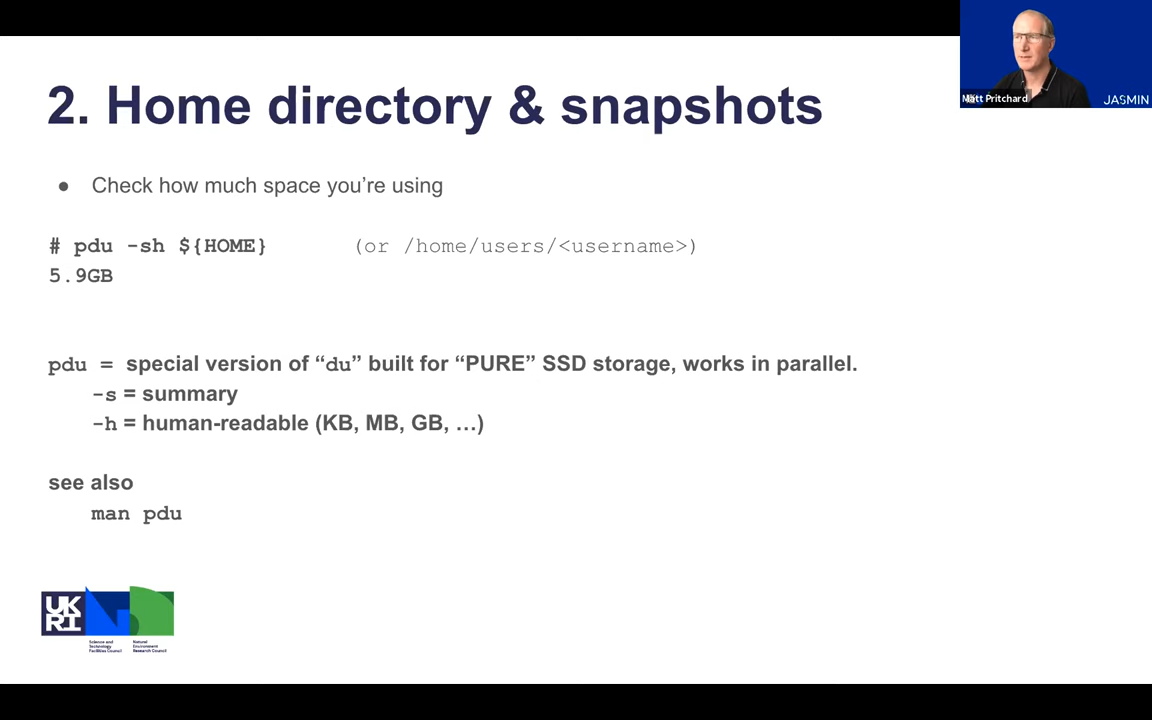 2. Home directory & snapshots
Matt Pritchard
JASMIN
● Check how much space you’re using
# pdu -sh ${HOME} (or /home/users/<username>)
5.9GB
pdu = special version of “du” built for “PURE” SSD storage, works in parallel.
-s = summary
-h = human-readable (KB, MB, GB, …)
see also
man pdu
UK
RI
Science and
Technology
Facilities Council
Natural
Environment
Research Council